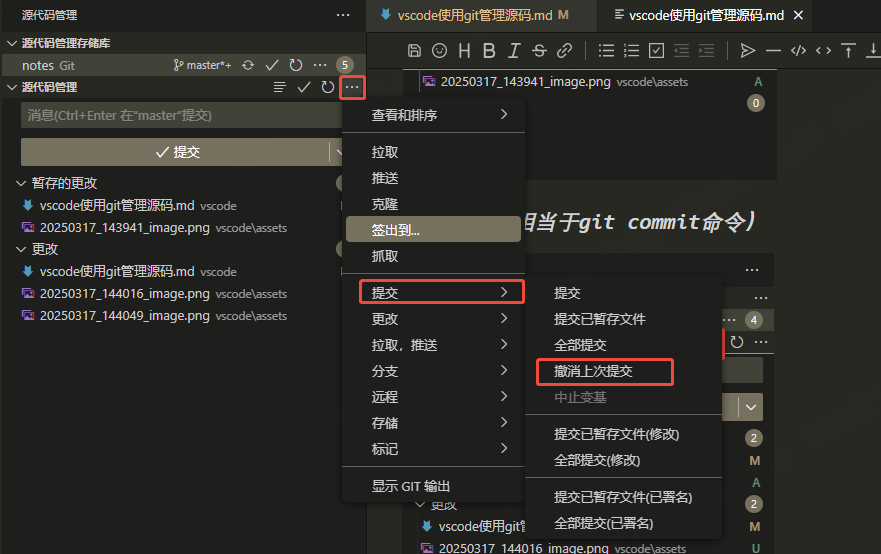 源代码管理
源代码管理存储库
notes Git master*+ 5
源代码管理
消息(Ctrl+Enter 在"master"提交)
提交
暂存的更改
vscode使用git管理源码.md vscode
20250317_143941_image.png vscode\assets
更改
vscode使用git管理源码.md vscode
20250317_144016_image.png vscode\assets
20250317_144049_image.png vscode\assets
查看和排序
拉取
推送
克隆
签出到...
抓取
提交
更改
拉取，推送
分支
远程
存储
标记
显示 GIT 输出
提交
提交已暂存文件
全部提交
撤消上次提交
中止变基
提交已暂存文件(修改)
全部提交(修改)
提交已暂存文件(已署名)
全部提交(已署名)
vscode使用git管理源码.md M
vscode使用git管理源码.md
20250317_143941_image.png vscode\assets A
0
相当于git commit命令)
4
2
M
A
更改 2
vscode使用gi M
20250317_144016_image.png vscode\assets U